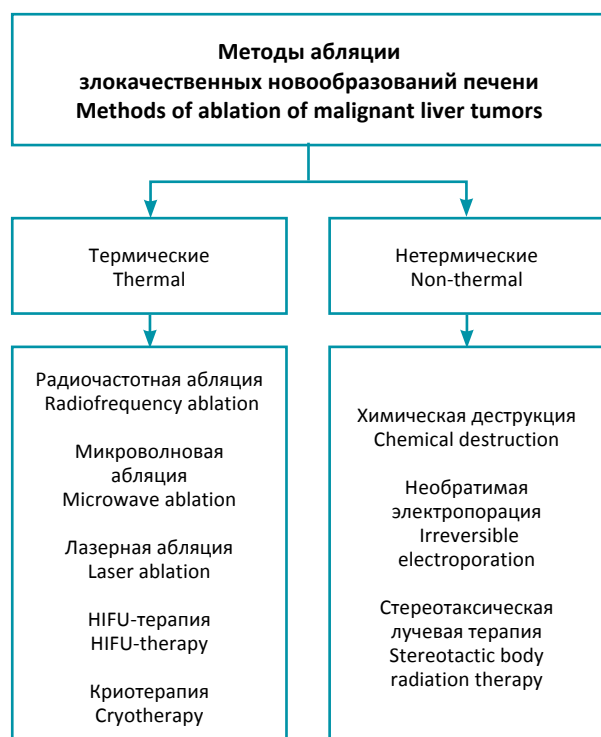 Методы абляции
злокачественных новообразований печени
Methods of ablation of malignant liver tumors
Термические
Thermal
Нетермические
Non-thermal
Радиочастотная абляция
Radiofrequency ablation
Микроволновая
абляция
Microwave ablation
Лазерная абляция
Laser ablation
HIFU-терапия
HIFU-therapy
Криотерапия
Cryotherapy
Химическая деструкция
Chemical destruction
Необратимая
электропорация
Irreversible
electroporation
Стереотаксическая
лучевая терапия
Stereotactic body
radiation therapy